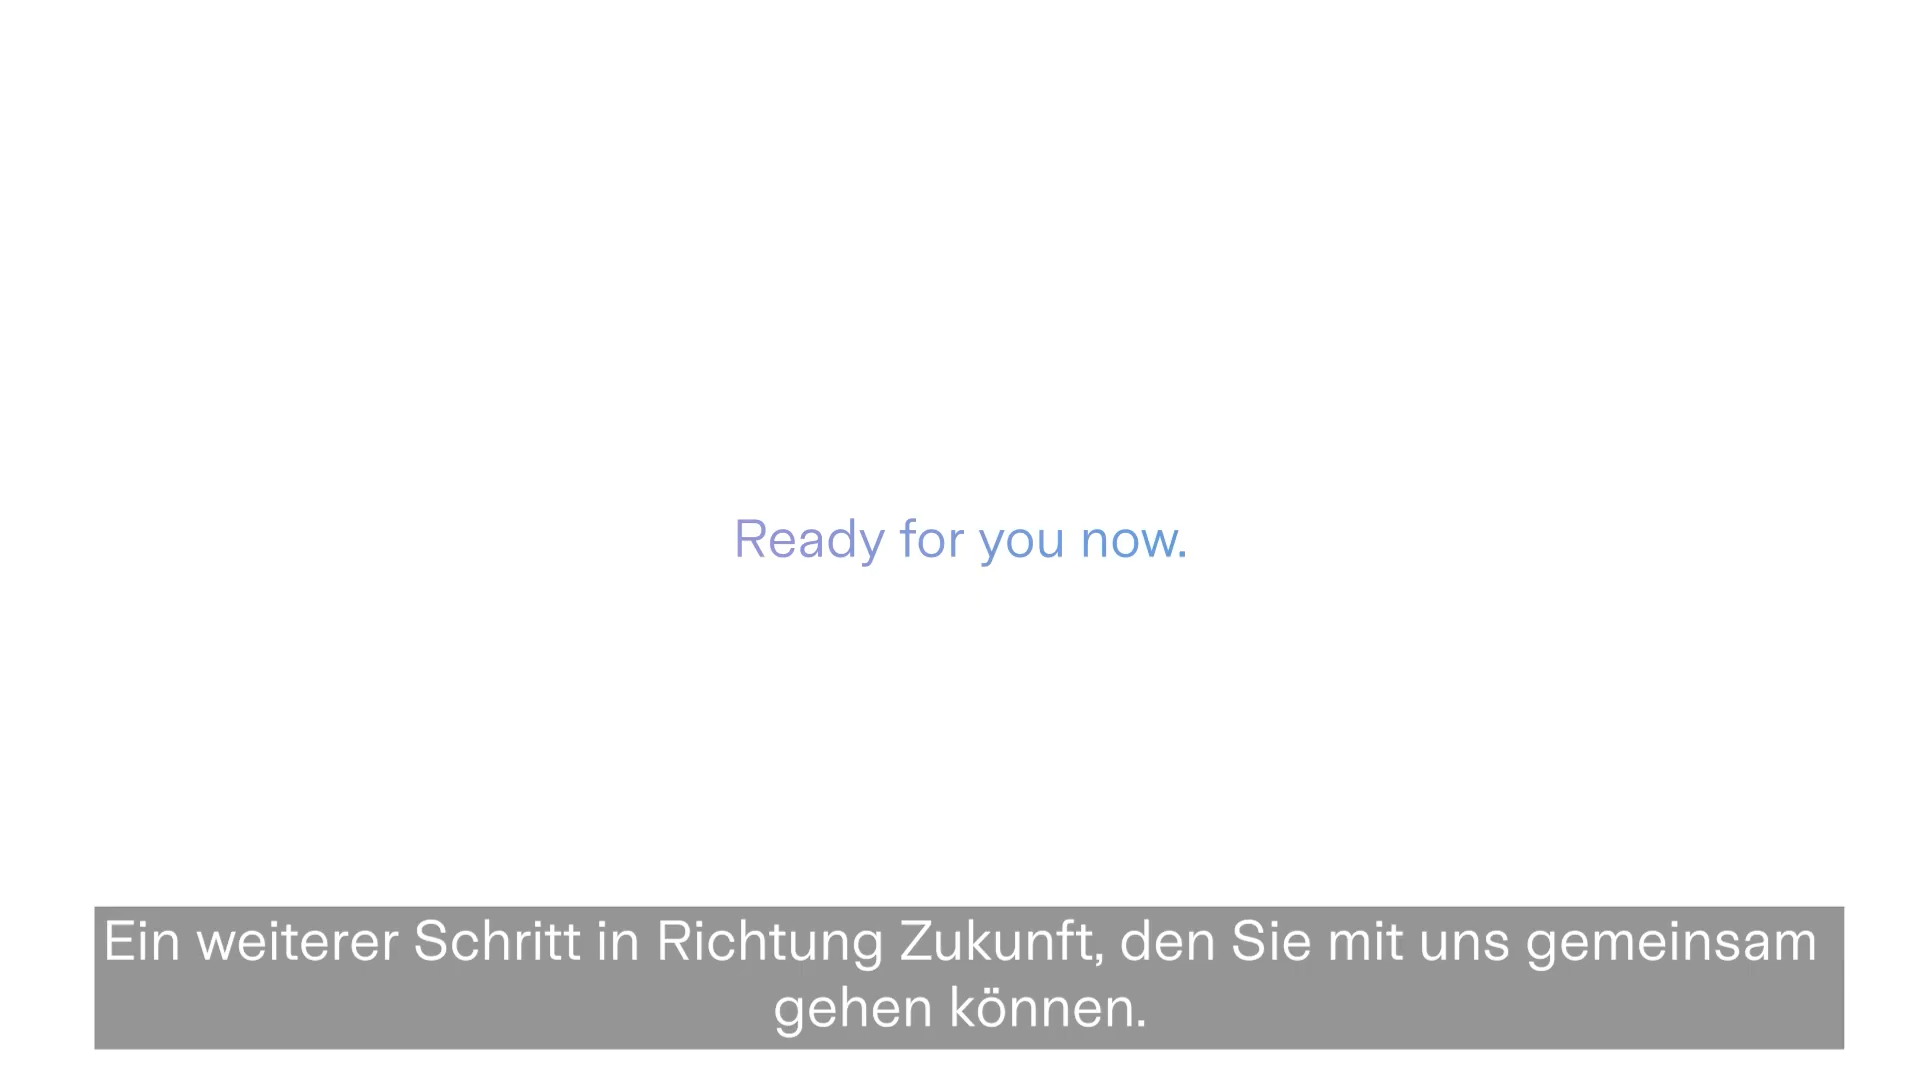 Ready for you now.
Ein weiterer Schritt in Richtung Zukunft, den Sie mit uns gemeinsam
gehen können.